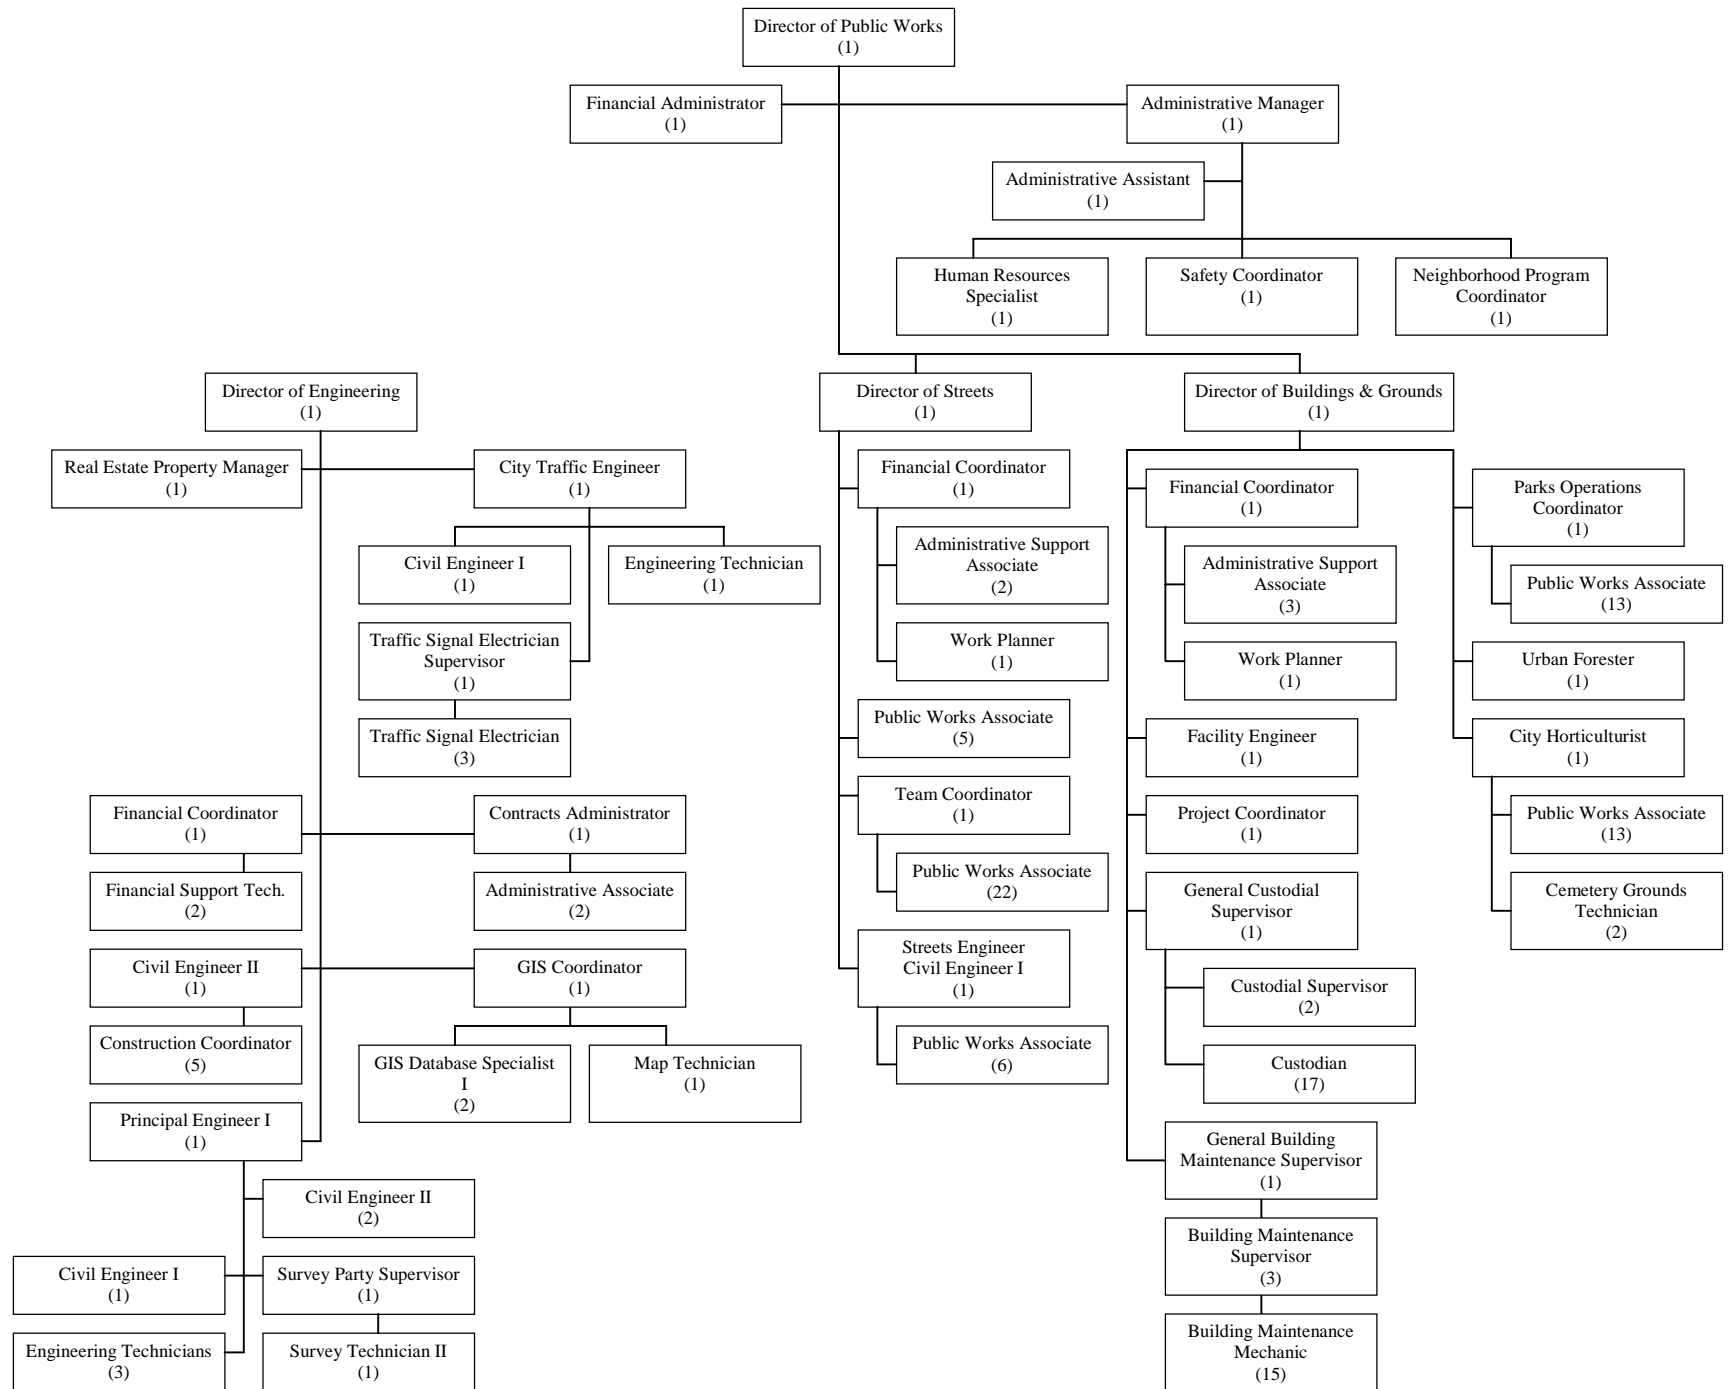 Director of Public Works
(1)
Financial Administrator
(1)
Administrative Manager
(1)
Administrative Assistant
(1)
Human Resources
Specialist
(1)
Safety Coordinator
(1)
Neighborhood Program
Coordinator
(1)
Director of Engineering
(1)
Real Estate Property Manager
(1)
City Traffic Engineer
(1)
Civil Engineer I
(1)
Engineering Technician
(1)
Traffic Signal Electrician
Supervisor
(1)
Traffic Signal Electrician
(3)
Financial Coordinator
(1)
Contracts Administrator
(1)
Financial Support Tech.
(2)
Administrative Associate
(2)
Civil Engineer II
(1)
GIS Coordinator
(1)
Construction Coordinator
(5)
GIS Database Specialist
I
(2)
Map Technician
(1)
Principal Engineer I
(1)
Civil Engineer II
(2)
Civil Engineer I
(1)
Survey Party Supervisor
(1)
Engineering Technicians
(3)
Survey Technician II
(1)
Director of Streets
(1)
Financial Coordinator
(1)
Administrative Support
Associate
(2)
Work Planner
(1)
Public Works Associate
(5)
Team Coordinator
(1)
Public Works Associate
(22)
Streets Engineer
Civil Engineer I
(1)
Public Works Associate
(6)
Director of Buildings & Grounds
(1)
Financial Coordinator
(1)
Administrative Support
Associate
(3)
Work Planner
(1)
Facility Engineer
(1)
Project Coordinator
(1)
General Custodial
Supervisor
(1)
Custodial Supervisor
(2)
Custodian
(17)
General Building
Maintenance Supervisor
(1)
Building Maintenance
Supervisor
(3)
Building Maintenance
Mechanic
(15)
Parks Operations
Coordinator
(1)
Public Works Associate
(13)
Urban Forester
(1)
City Horticulturist
(1)
Public Works Associate
(13)
Cemetery Grounds
Technician
(2)